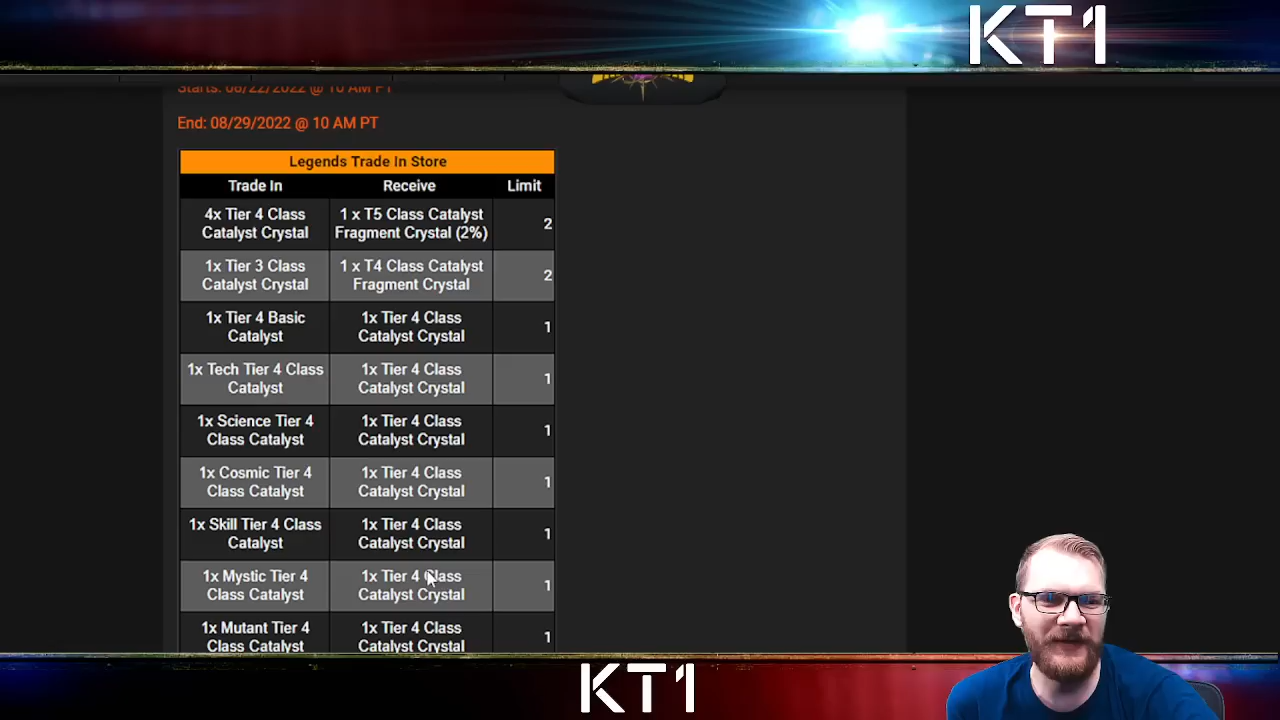 KT1
Starts: 08/22/2022 @ 10 AM PT
End: 08/29/2022 @ 10 AM PT
Legends Trade In Store
Trade In Receive Limit
4x Tier 4 Class Catalyst Crystal 1 x T5 Class Catalyst Fragment Crystal (2%) 2
1x Tier 3 Class Catalyst Crystal 1 x T4 Class Catalyst Fragment Crystal 2
1x Tier 4 Basic Catalyst 1x Tier 4 Class Catalyst Crystal 1
1x Tech Tier 4 Class Catalyst 1x Tier 4 Class Catalyst Crystal 1
1x Science Tier 4 Class Catalyst 1x Tier 4 Class Catalyst Crystal 1
1x Cosmic Tier 4 Class Catalyst 1x Tier 4 Class Catalyst Crystal 1
1x Skill Tier 4 Class Catalyst 1x Tier 4 Class Catalyst Crystal 1
1x Mystic Tier 4 Class Catalyst 1x Tier 4 Class Catalyst Crystal 1
1x Mutant Tier 4 Class Catalyst 1x Tier 4 Class Catalyst Crystal 1
KT1